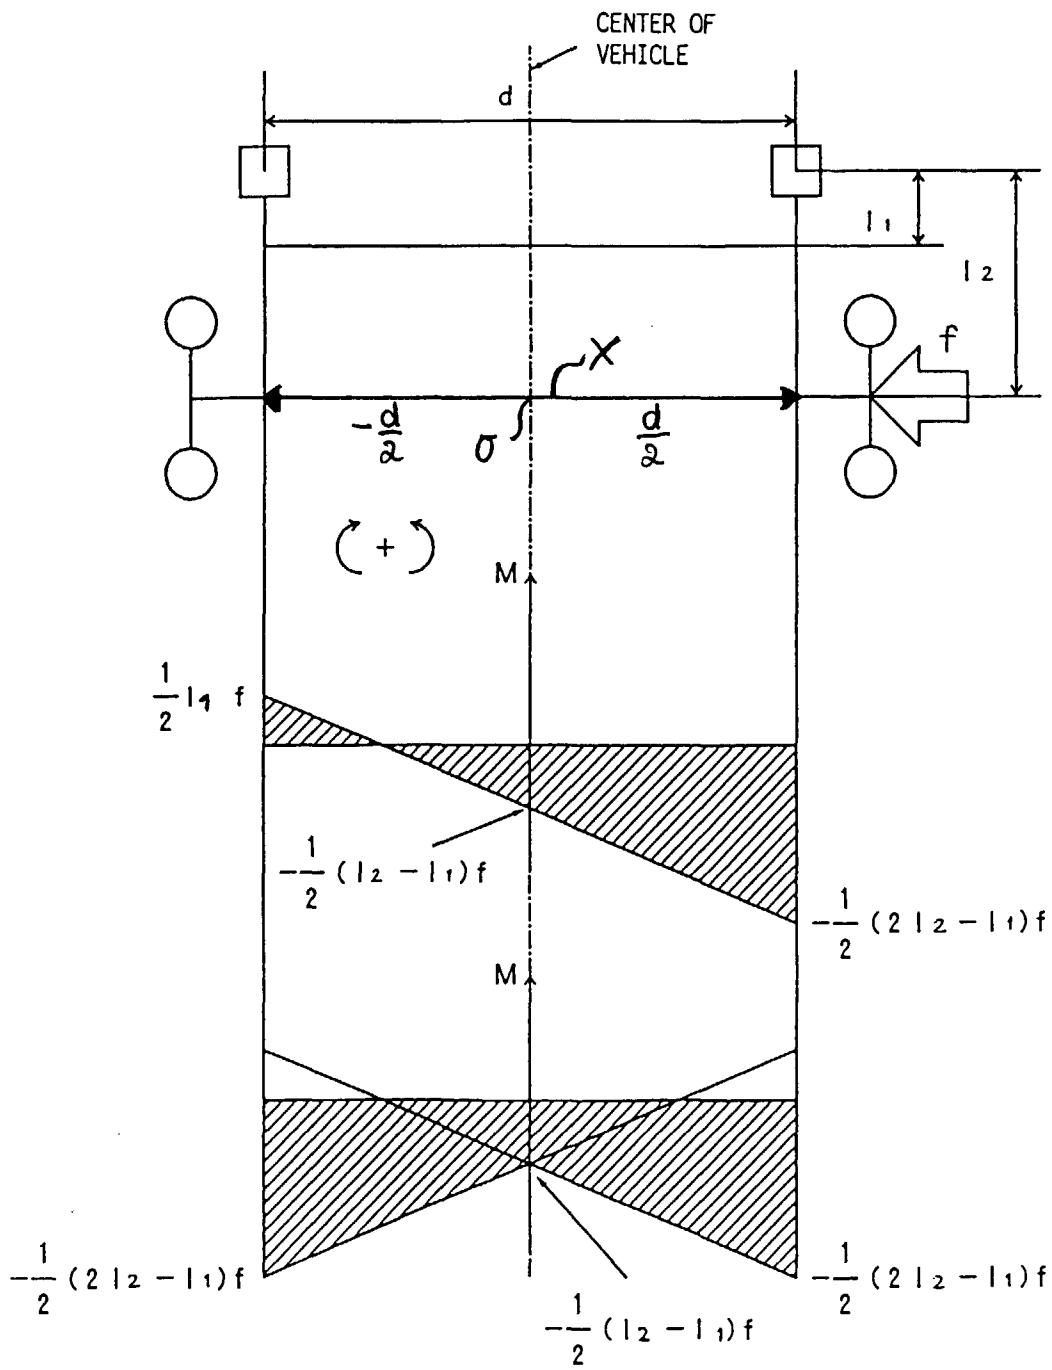 CENTER OF
VEHICLE
d
l1
l2
f
X
-d/2
O
d/2
( + )
M
1/2 l1 f
-1/2 (l2 - l1) f
-1/2 (2 l2 - l1) f
M
-1/2 (2 l2 - l1) f
-1/2 (2 l2 - l1) f
-1/2 (l2 - l1) f